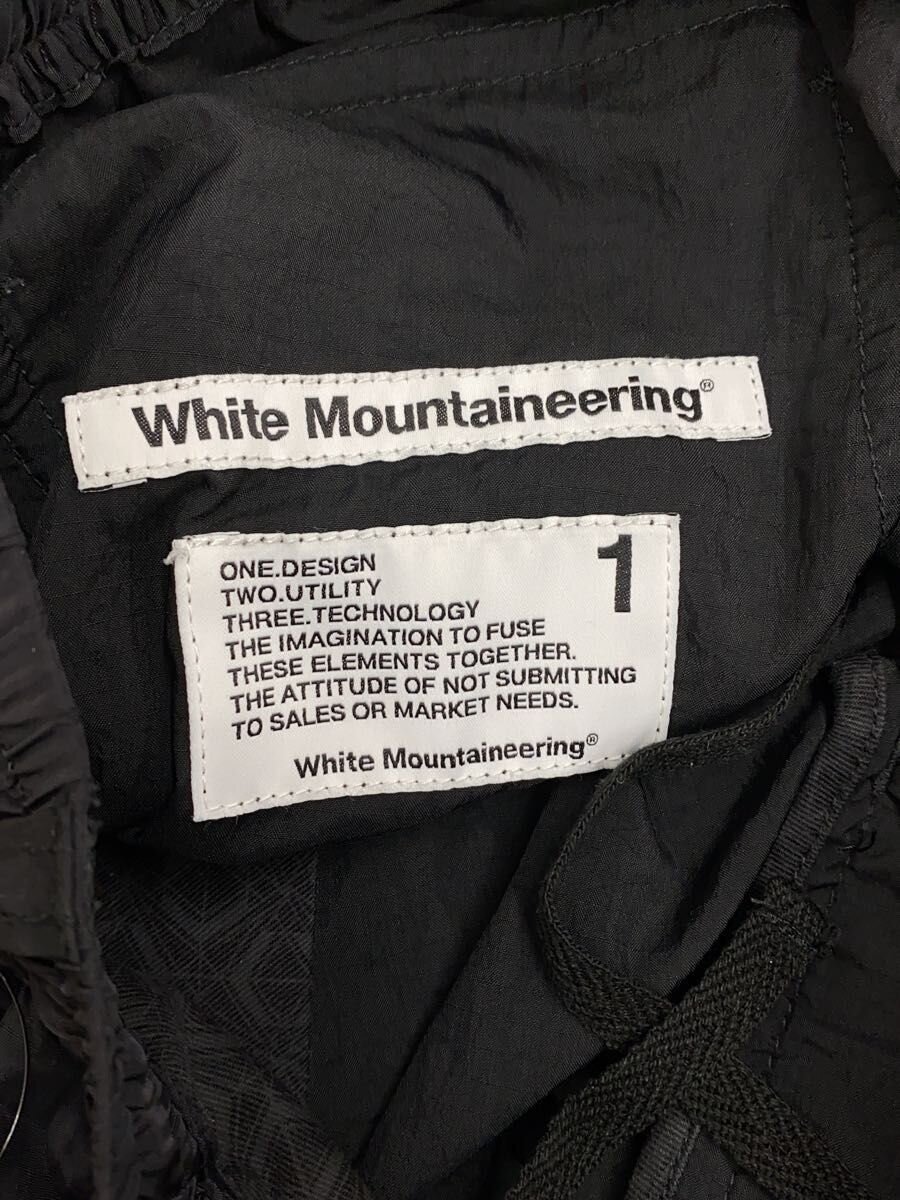 White Mountaineering®
1
ONE.DESIGN
TWO.UTILITY
THREE.TECHNOLOGY
THE IMAGINATION TO FUSE
THESE ELEMENTS TOGETHER.
THE ATTITUDE OF NOT SUBMITTING
TO SALES OR MARKET NEEDS.
White Mountaineering®